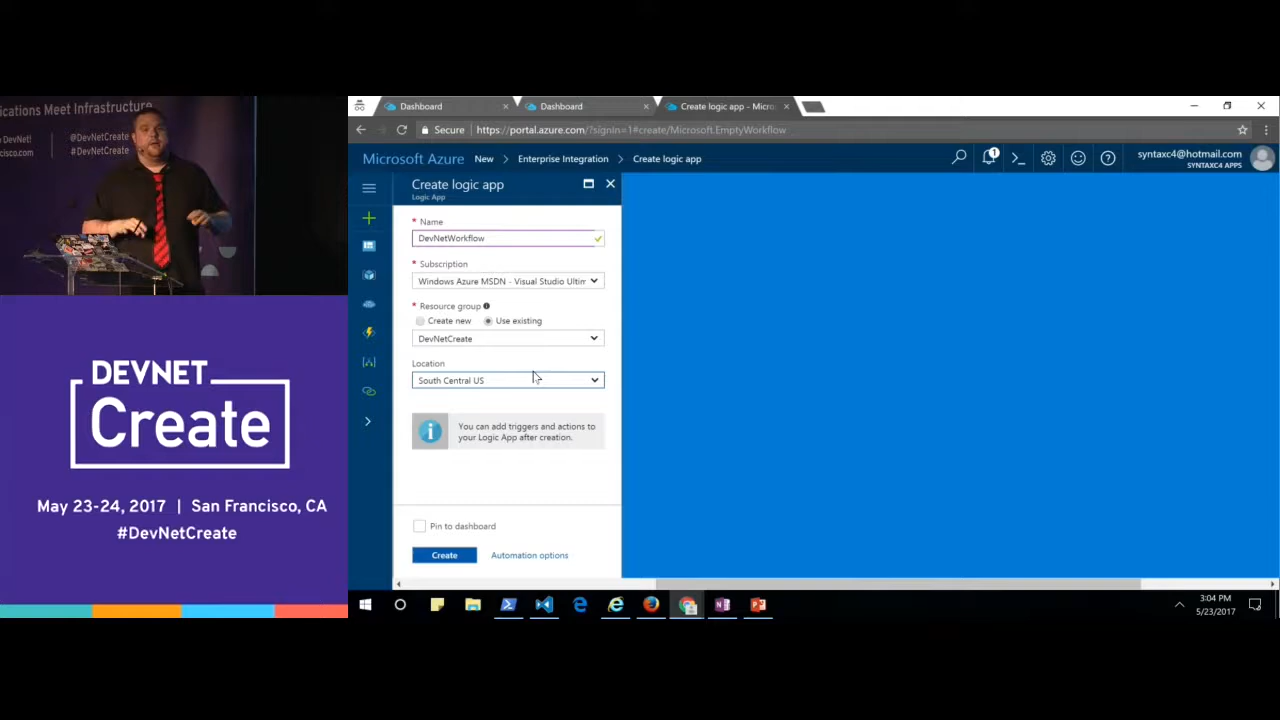 ications Meet Infrastructure
o DevNet!
@DevNetCreate
isco.com
#DevNetCreate
DEVNET
Create
May 23-24, 2017 | San Francisco, CA
#DevNetCreate
Dashboard
Dashboard
Create logic app - Micro
Secure
https://portal.azure.com/?signin=1#create/Microsoft.EmptyWorkflow
Microsoft Azure
New
Enterprise Integration
Create logic app
1
syntaxc4@hotmail.com
SYNTAXC4 APPS
Create logic app
Logic App
* Name
DevNetWorkflow
* Subscription
Windows Azure MSDN - Visual Studio Ultim
* Resource group
Create new
Use existing
DevNetCreate
Location
South Central US
You can add triggers and actions to
your Logic App after creation.
Pin to dashboard
Create
Automation options
3:04 PM
5/23/2017